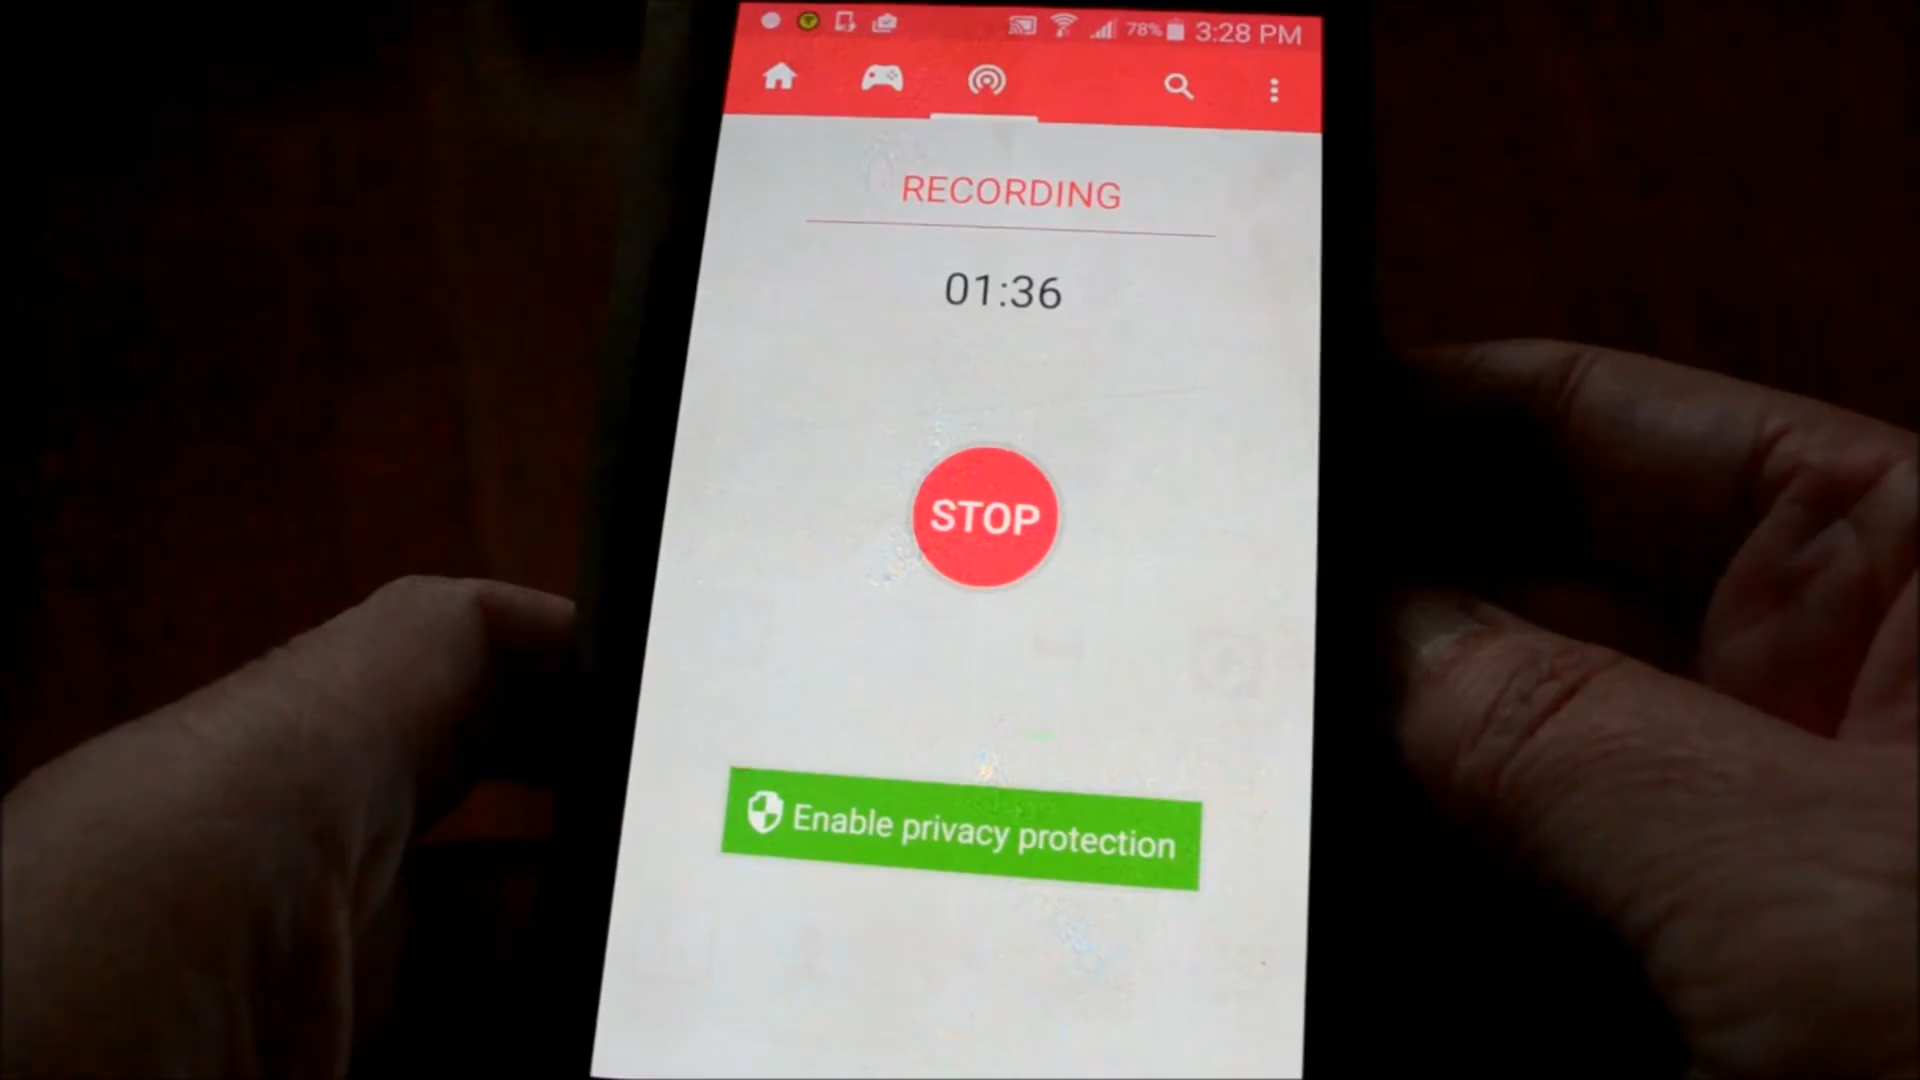 78% 3:28 PM
RECORDING
01:36
STOP
Enable privacy protection